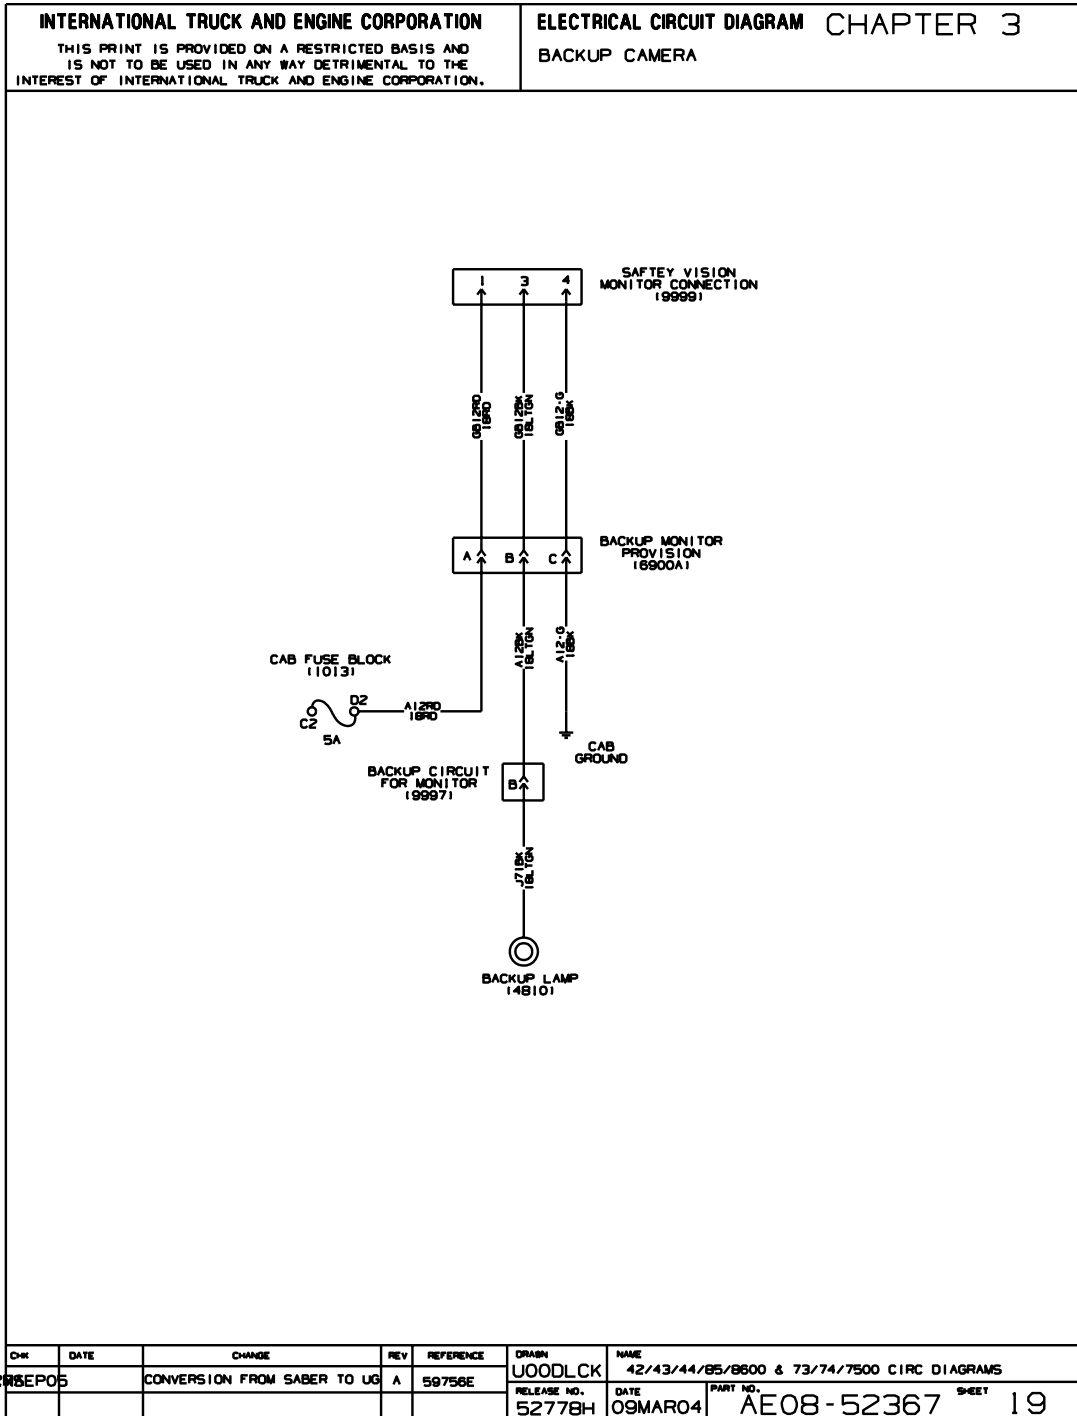 INTERNATIONAL TRUCK AND ENGINE CORPORATION
THIS PRINT IS PROVIDED ON A RESTRICTED BASIS AND
IS NOT TO BE USED IN ANY WAY DETRIMENTAL TO THE
INTEREST OF INTERNATIONAL TRUCK AND ENGINE CORPORATION.
ELECTRICAL CIRCUIT DIAGRAM CHAPTER 3
BACKUP CAMERA
1 3 4
SAFTEY VISION
MONITOR CONNECTION
(9999)
GB12RD
18RD
GB12BK
18LTGN
GB12-G
18BK
A B C
BACKUP MONITOR
PROVISION
(6900A)
A12BK
18LTGN
A12-G
18BK
CAB FUSE BLOCK
(1013)
C2
D2
5A
A12RD
18RD
CAB
GROUND
BACKUP CIRCUIT
FOR MONITOR
(9997)
B
J71BK
18LTGN
BACKUP LAMP
(4810)
CHK DATE CHANGE REV REFERENCE
SEP05 CONVERSION FROM SABER TO UG A 59756E
DRAWN
UOODLCK
NAME
42/43/44/85/8600 & 73/74/7500 CIRC DIAGRAMS
RELEASE NO.
52778H
DATE
09MAR04
PART NO.
AE08-52367
SHEET
19